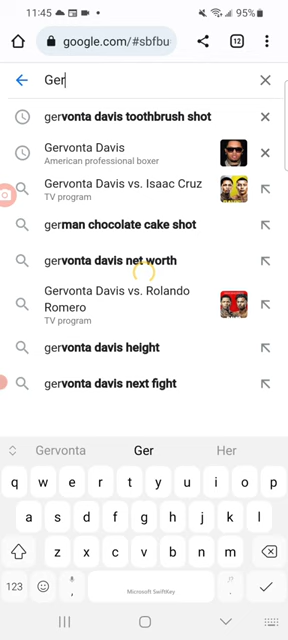 11:45
95%
google.com/#sbfbu
12
Ger
gervonta davis toothbrush shot
Gervonta Davis
American professional boxer
Gervonta Davis vs. Isaac Cruz
TV program
german chocolate cake shot
gervonta davis net worth
Gervonta Davis vs. Rolando
Romero
TV program
gervonta davis height
gervonta davis next fight
Gervonta Ger Her
q w e r t y u i o p
a s d f g h j k l
z x c v b n m
123 , Microsoft SwiftKey .